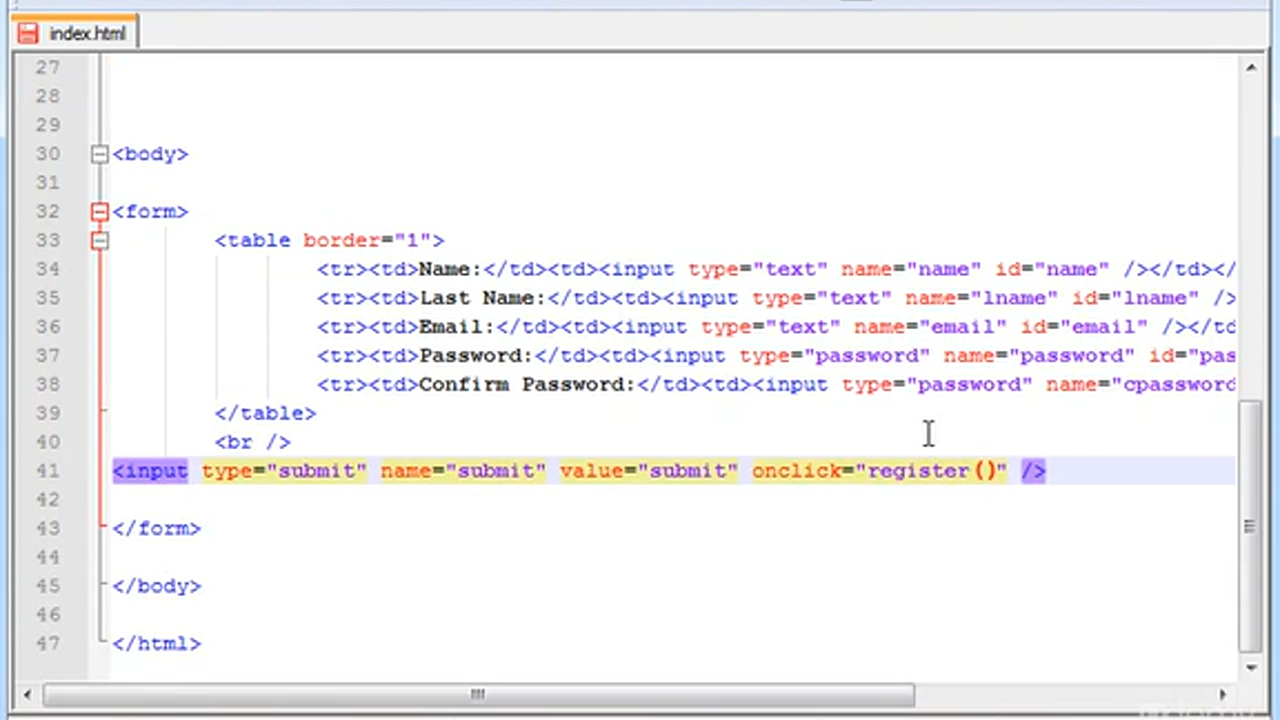 index.html
27
28
29
30 <body>
31
32 <form>
33 <table border="1">
34 <tr><td>Name:</td><td><input type="text" name="name" id="name" /></td></
35 <tr><td>Last Name:</td><td><input type="text" name="lname" id="lname" />
36 <tr><td>Email:</td><td><input type="text" name="email" id="email" /></td
37 <tr><td>Password:</td><td><input type="password" name="password" id="pas
38 <tr><td>Confirm Password:</td><td><input type="password" name="cpassword
39 </table>
40 <br />
41 <input type="submit" name="submit" value="submit" onclick="register()" />
42
43 </form>
44
45 </body>
46
47 </html>